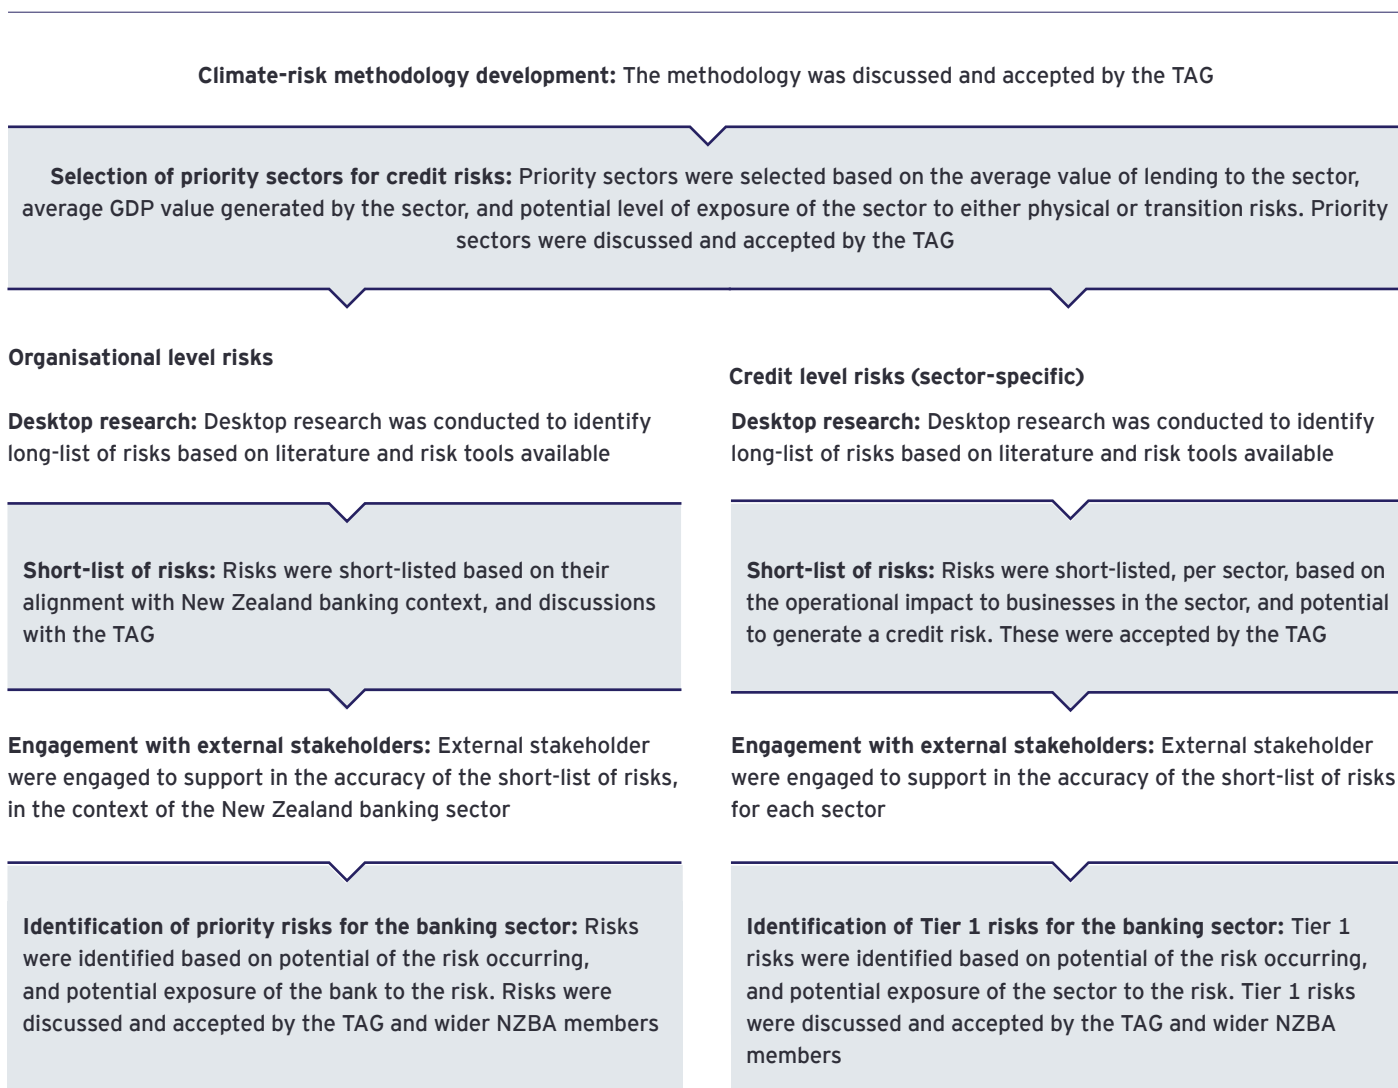 Climate-risk methodology development: The methodology was discussed and accepted by the TAG
Selection of priority sectors for credit risks: Priority sectors were selected based on the average value of lending to the sector,
average GDP value generated by the sector, and potential level of exposure of the sector to either physical or transition risks. Priority
sectors were discussed and accepted by the TAG
Organisational level risks
Desktop research: Desktop research was conducted to identify
long-list of risks based on literature and risk tools available
Short-list of risks: Risks were short-listed based on their
alignment with New Zealand banking context, and discussions
with the TAG
Engagement with external stakeholders: External stakeholder
were engaged to support in the accuracy of the short-list of risks,
in the context of the New Zealand banking sector
Identification of priority risks for the banking sector: Risks
were identified based on potential of the risk occurring,
and potential exposure of the bank to the risk. Risks were
discussed and accepted by the TAG and wider NZBA members
Credit level risks (sector-specific)
Desktop research: Desktop research was conducted to identify
long-list of risks based on literature and risk tools available
Short-list of risks: Risks were short-listed, per sector, based on
the operational impact to businesses in the sector, and potential
to generate a credit risk. These were accepted by the TAG
Engagement with external stakeholders: External stakeholder
were engaged to support in the accuracy of the short-list of risks
for each sector
Identification of Tier 1 risks for the banking sector: Tier 1
risks were identified based on potential of the risk occurring,
and potential exposure of the sector to the risk. Tier 1 risks
were discussed and accepted by the TAG and wider NZBA
members